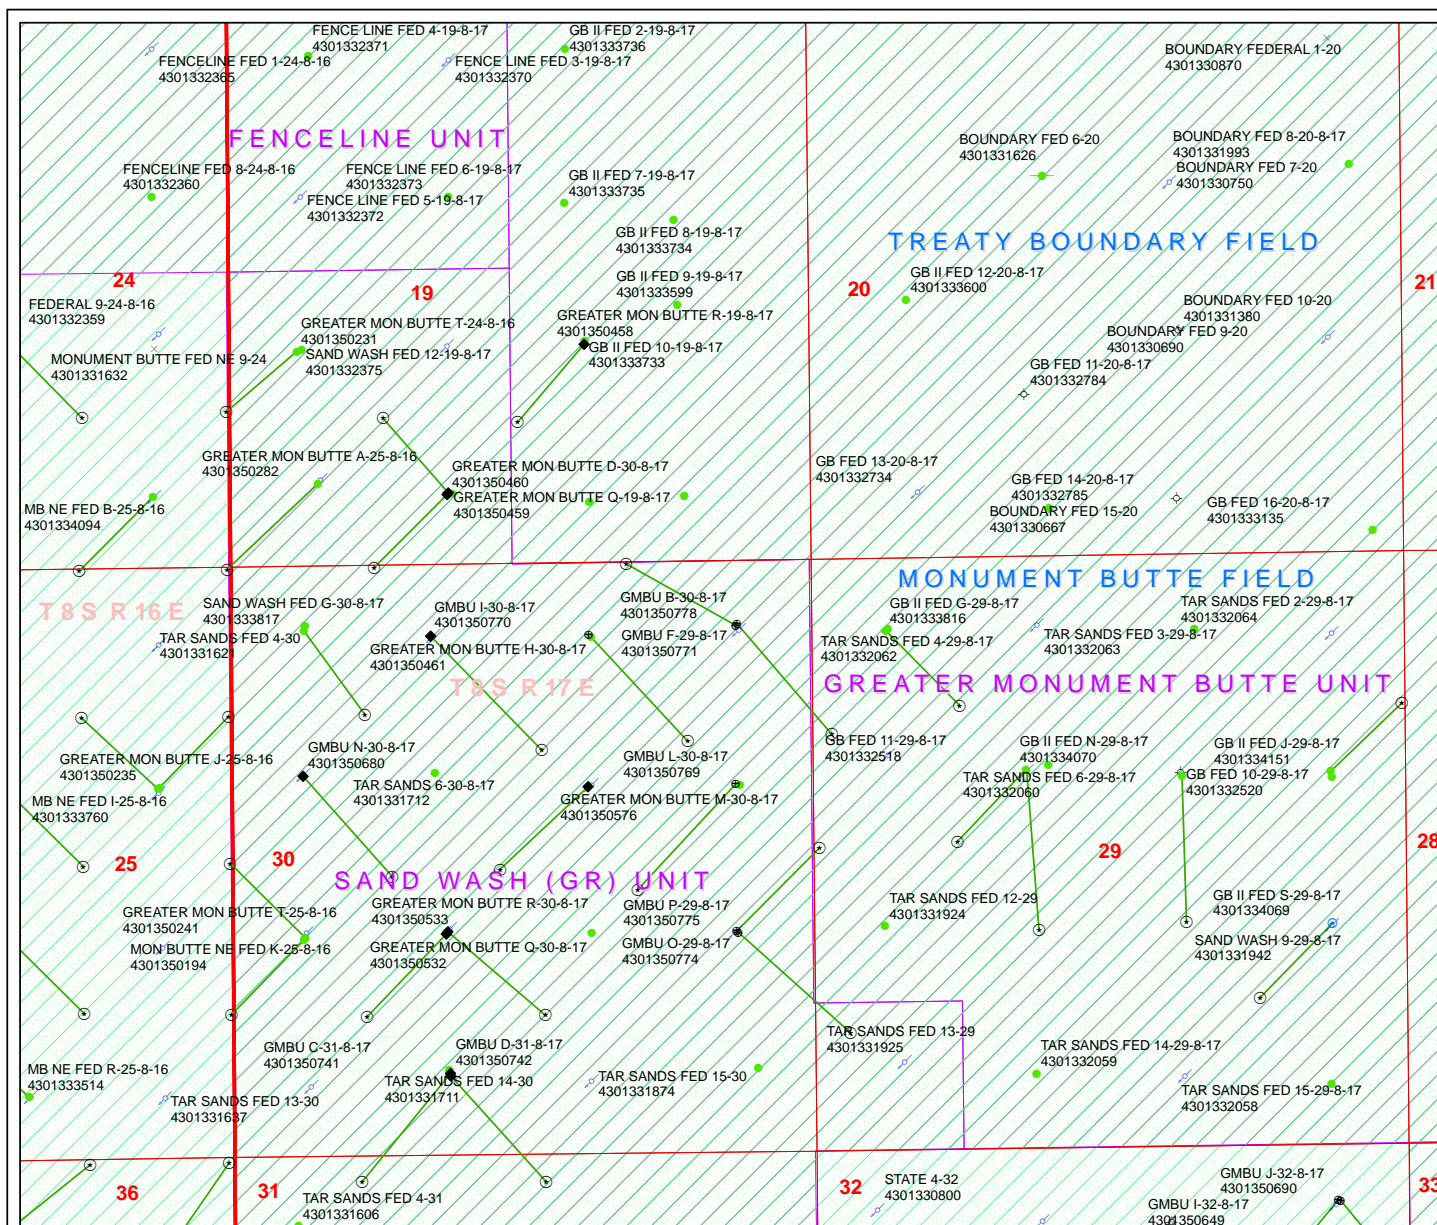 FENCE LINE FED 4-19-8-17
4301332371
GB II FED 2-19-8-17
4301333736
FENCELINE FED 1-24-8-16
4301332365
FENCE LINE FED 3-19-8-17
4301332370
BOUNDARY FEDERAL 1-20
4301330870
FENCELINE UNIT
BOUNDARY FED 6-20
4301331626
BOUNDARY FED 8-20-8-17
4301331993
BOUNDARY FED 7-20
4301330750
FENCELINE FED 8-24-8-16
4301332360
FENCE LINE FED 6-19-8-17
4301332373
FENCE LINE FED 5-19-8-17
4301332372
GB II FED 7-19-8-17
4301333735
GB II FED 8-19-8-17
4301333734
TREATY BOUNDARY FIELD
24
19
20
21
GB II FED 9-19-8-17
4301333599
GB II FED 12-20-8-17
4301333600
FEDERAL 9-24-8-16
4301332359
GREATER MON BUTTE R-19-8-17
4301350458
GB II FED 10-19-8-17
4301333733
BOUNDARY FED 10-20
4301331380
BOUNDARY FED 9-20
4301330690
GREATER MON BUTTE T-24-8-16
4301350231
SAND WASH FED 12-19-8-17
4301332375
MONUMENT BUTTE FED NE 9-24
4301331632
GB FED 11-20-8-17
4301332784
GREATER MON BUTTE A-25-8-16
4301350282
GREATER MON BUTTE D-30-8-17
4301350460
GREATER MON BUTTE Q-19-8-17
4301350459
GB FED 13-20-8-17
4301332734
GB FED 14-20-8-17
4301332785
BOUNDARY FED 15-20
4301330667
GB FED 16-20-8-17
4301333135
MB NE FED B-25-8-16
4301334094
MONUMENT BUTTE FIELD
T 8 S R 16 E
SAND WASH FED G-30-8-17
4301333817
TAR SANDS FED 4-30
4301331621
GMBU I-30-8-17
4301350770
GREATER MON BUTTE H-30-8-17
4301350461
GMBU B-30-8-17
4301350778
GMBU F-29-8-17
4301350771
GB II FED G-29-8-17
4301333816
TAR SANDS FED 4-29-8-17
4301332062
TAR SANDS FED 3-29-8-17
4301332063
TAR SANDS FED 2-29-8-17
4301332064
T 8 S R 17 E
GREATER MONUMENT BUTTE UNIT
GREATER MON BUTTE J-25-8-16
4301350235
MB NE FED I-25-8-16
4301333760
GMBU N-30-8-17
4301350680
TAR SANDS 6-30-8-17
4301331712
GMBU L-30-8-17
4301350769
GREATER MON BUTTE M-30-8-17
4301350576
GB FED 11-29-8-17
4301332518
GB II FED N-29-8-17
4301334070
TAR SANDS FED 6-29-8-17
4301332060
GB II FED J-29-8-17
4301334151
GB FED 10-29-8-17
4301332520
25
30
29
28
SAND WASH (GR) UNIT
GREATER MON BUTTE T-25-8-16
4301350241
MON BUTTE NE FED K-25-8-16
4301350194
GREATER MON BUTTE R-30-8-17
4301350533
GREATER MON BUTTE Q-30-8-17
4301350532
GMBU P-29-8-17
4301350775
GMBU O-29-8-17
4301350774
TAR SANDS FED 12-29
4301331924
GB II FED S-29-8-17
4301334069
SAND WASH 9-29-8-17
4301331942
TAR SANDS FED 13-29
4301331925
GMBU C-31-8-17
4301350741
GMBU D-31-8-17
4301350742
TAR SANDS FED 14-30
4301331711
TAR SANDS FED 15-30
4301331874
TAR SANDS FED 14-29-8-17
4301332059
TAR SANDS FED 15-29-8-17
4301332058
MB NE FED R-25-8-16
4301333514
TAR SANDS FED 13-30
4301331637
36
31
32
33
TAR SANDS FED 4-31
4301331606
STATE 4-32
4301330800
GMBU J-32-8-17
4301350690
GMBU I-32-8-17
4301350649